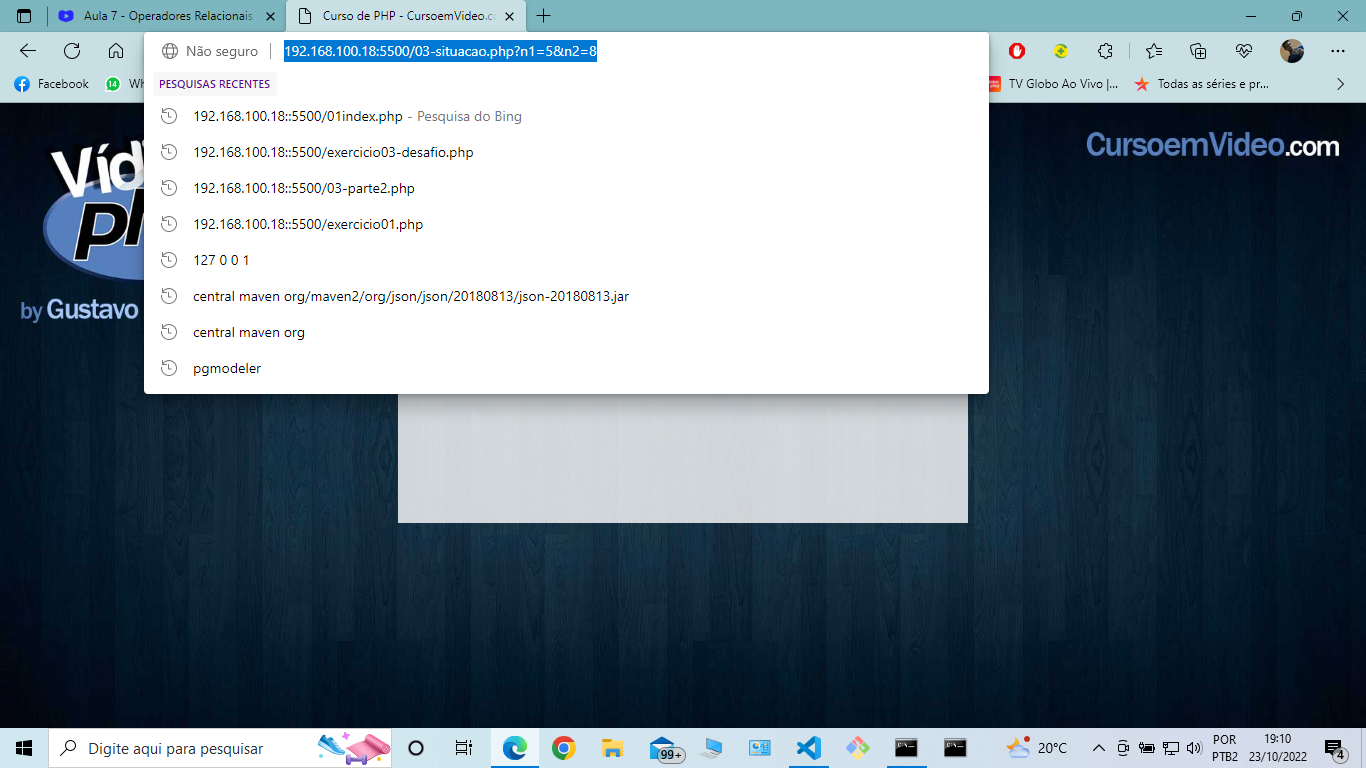 Aula 7 - Operadores Relacionais
Curso de PHP - CursoemVideo.co
Não seguro
192.168.100.18:5500/03-situacao.php?n1=5&n2=8
Facebook
14
Wh
TV Globo Ao Vivo |...
Todas as séries e pr...
PESQUISAS RECENTES
192.168.100.18::5500/01index.php - Pesquisa do Bing
192.168.100.18::5500/exercicio03-desafio.php
192.168.100.18::5500/03-parte2.php
192.168.100.18::5500/exercicio01.php
127 0 0 1
central maven org/maven2/org/json/json/20180813/json-20180813.jar
central maven org
pgmodeler
Víd
ph
by Gustavo
CursoemVideo.com
Digite aqui para pesquisar
99+
20°C
POR
PTB2
19:10
23/10/2022
4